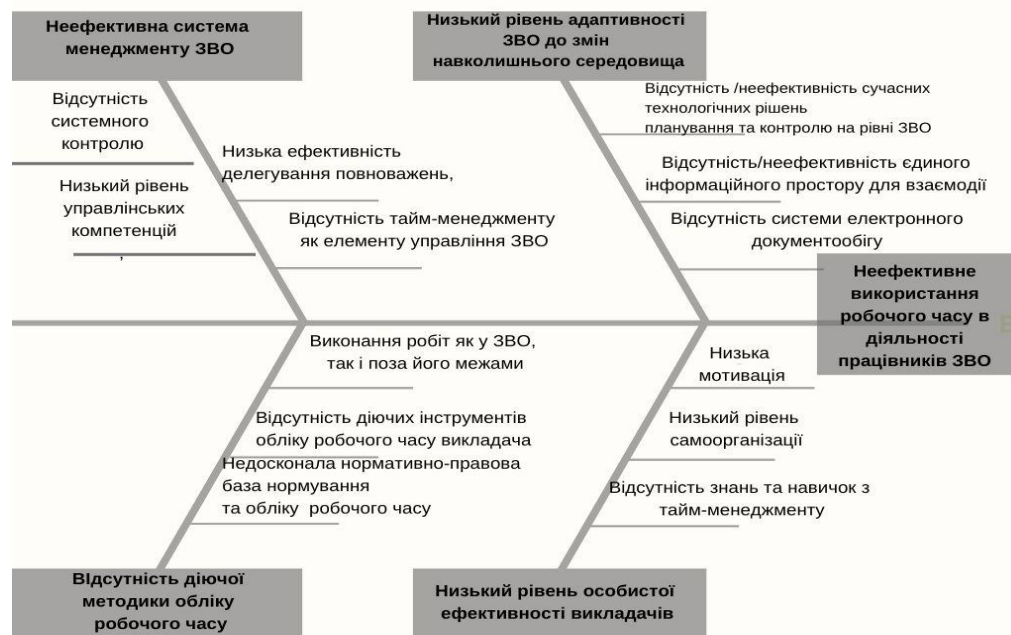 Неефективна система
менеджменту ЗВО
Низький рівень адаптивності
ЗВО до змін
навколишнього середовища
Відсутність
системного
контролю
Низький рівень
управлінських
компетенцій
,
Низька ефективність
делегування повноважень,
Відсутність тайм-менеджменту
як елементу управління ЗВО
Відсутність /неефективність сучасних
технологічних рішень
планування та контролю на рівні ЗВО
Відсутність/неефективність єдиного
інформаційного простору для взаємодії
Відсутність системи електронного
документообігу
Неефективне
використання
робочого часу в
діяльності
працівників ЗВО
Виконання робіт як у ЗВО,
так і поза його межами
Відсутність діючих інструментів
обліку робочого часу викладача
Недосконала нормативно-правова
база нормування
та обліку робочого часу
Низька
мотивація
Низький рівень
самоорганізації
Відсутність знань та навичок з
тайм-менеджменту
ВІдсутність діючої
методики обліку
робочого часу
Низький рівень особистої
ефективності викладачів